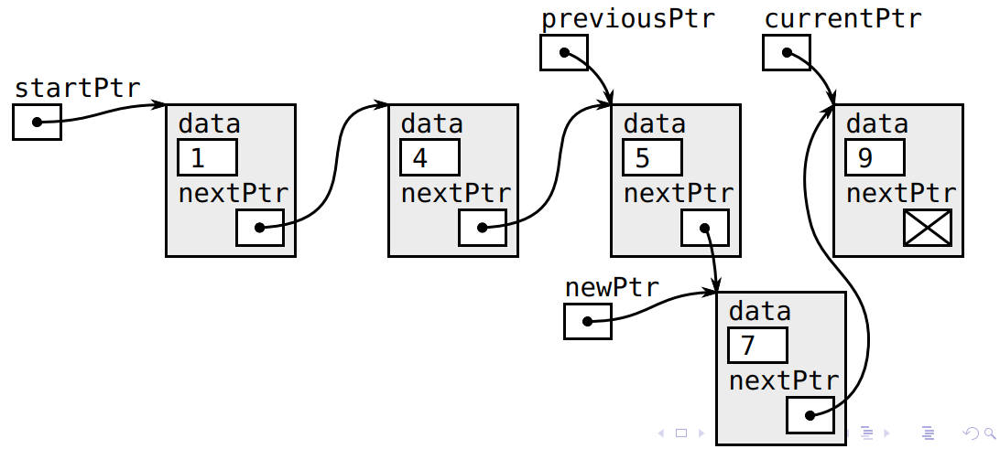 previousPtr currentPtr
startPtr
data data data data
1 4 5 9
nextPtr nextPtr nextPtr nextPtr
newPtr
data
7
nextPtr